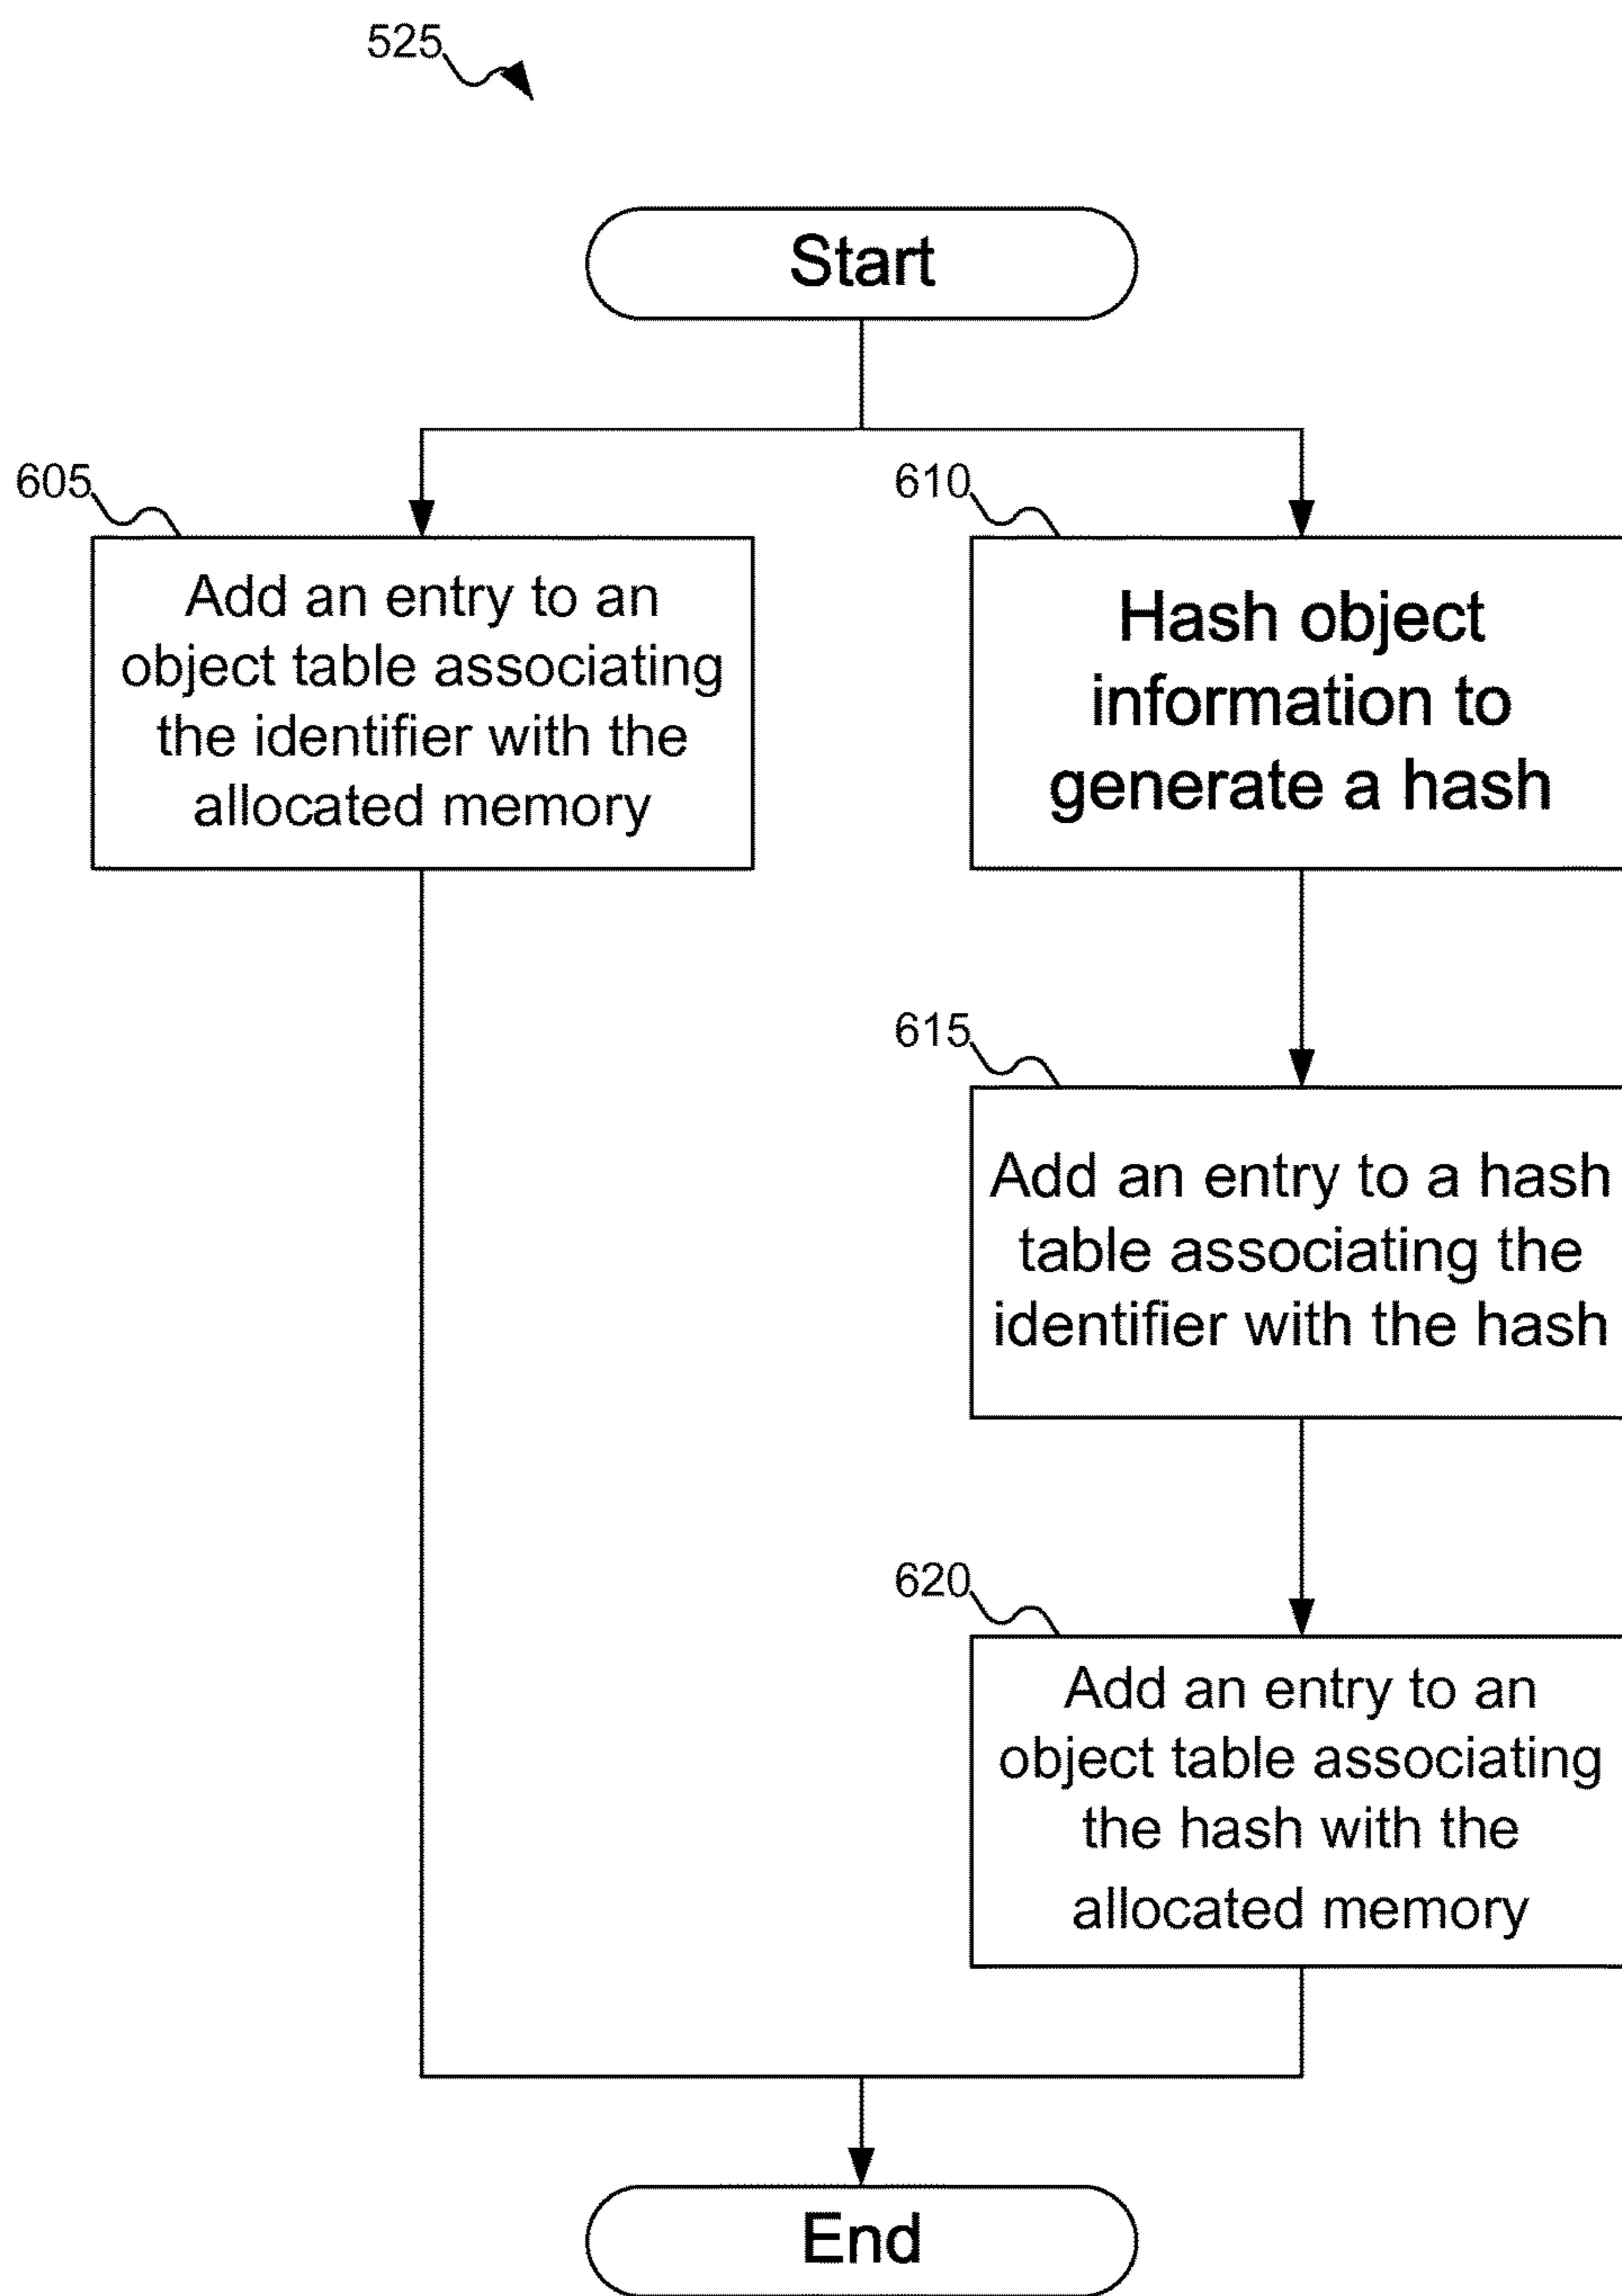 525
Start
605
Add an entry to an
object table associating
the identifier with the
allocated memory
610
Hash object
information to
generate a hash
615
Add an entry to a hash
table associating the
identifier with the hash
620
Add an entry to an
object table associating
the hash with the
allocated memory
End